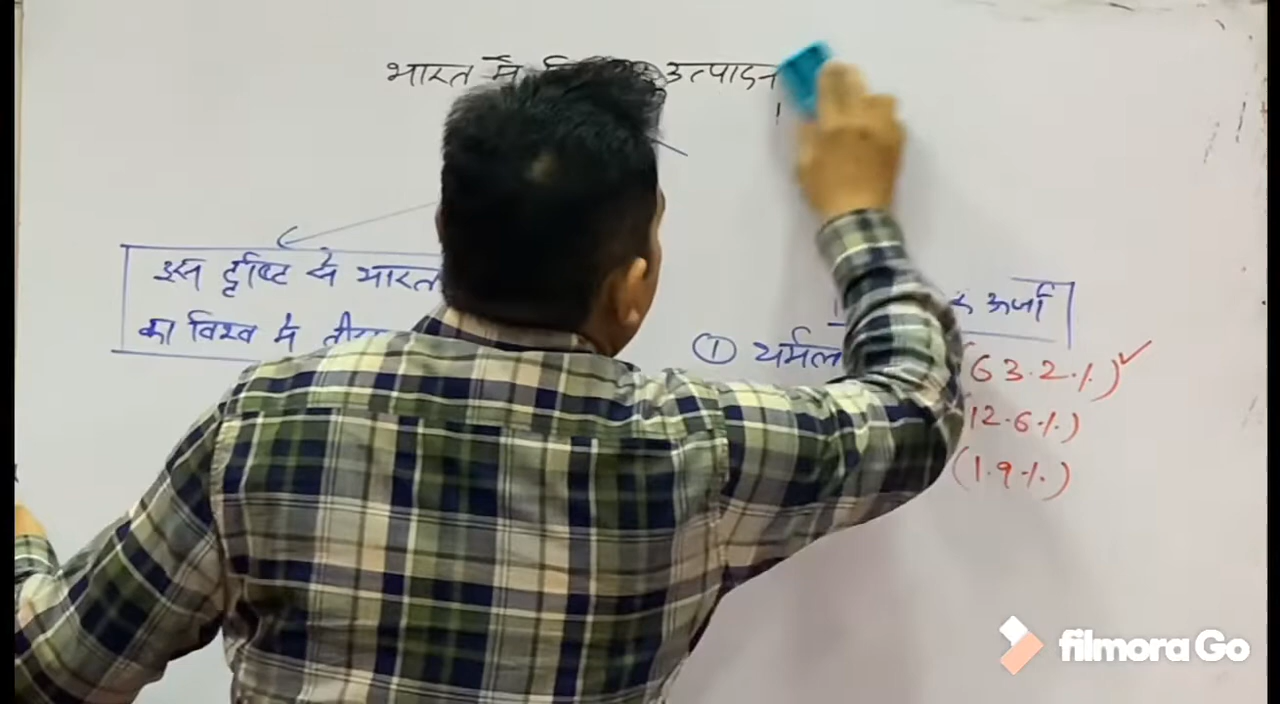 भारत में उत्पादन
इस दृष्टि से भारत
का विश्व में
ऊर्जा
① थर्मल
(63.2%) ✓
(12.6%)
(1.9%)
filmora Go